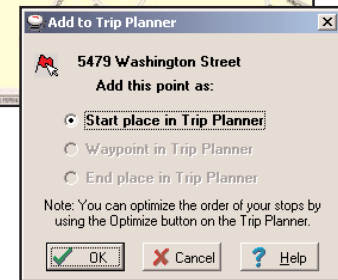 Add to Trip Planner
5479 Washington Street
Add this point as:
Start place in Trip Planner
Waypoint in Trip Planner
End place in Trip Planner
Note: You can optimize the order of your stops by
using the Optimize button on the Trip Planner.
OK Cancel ? Help